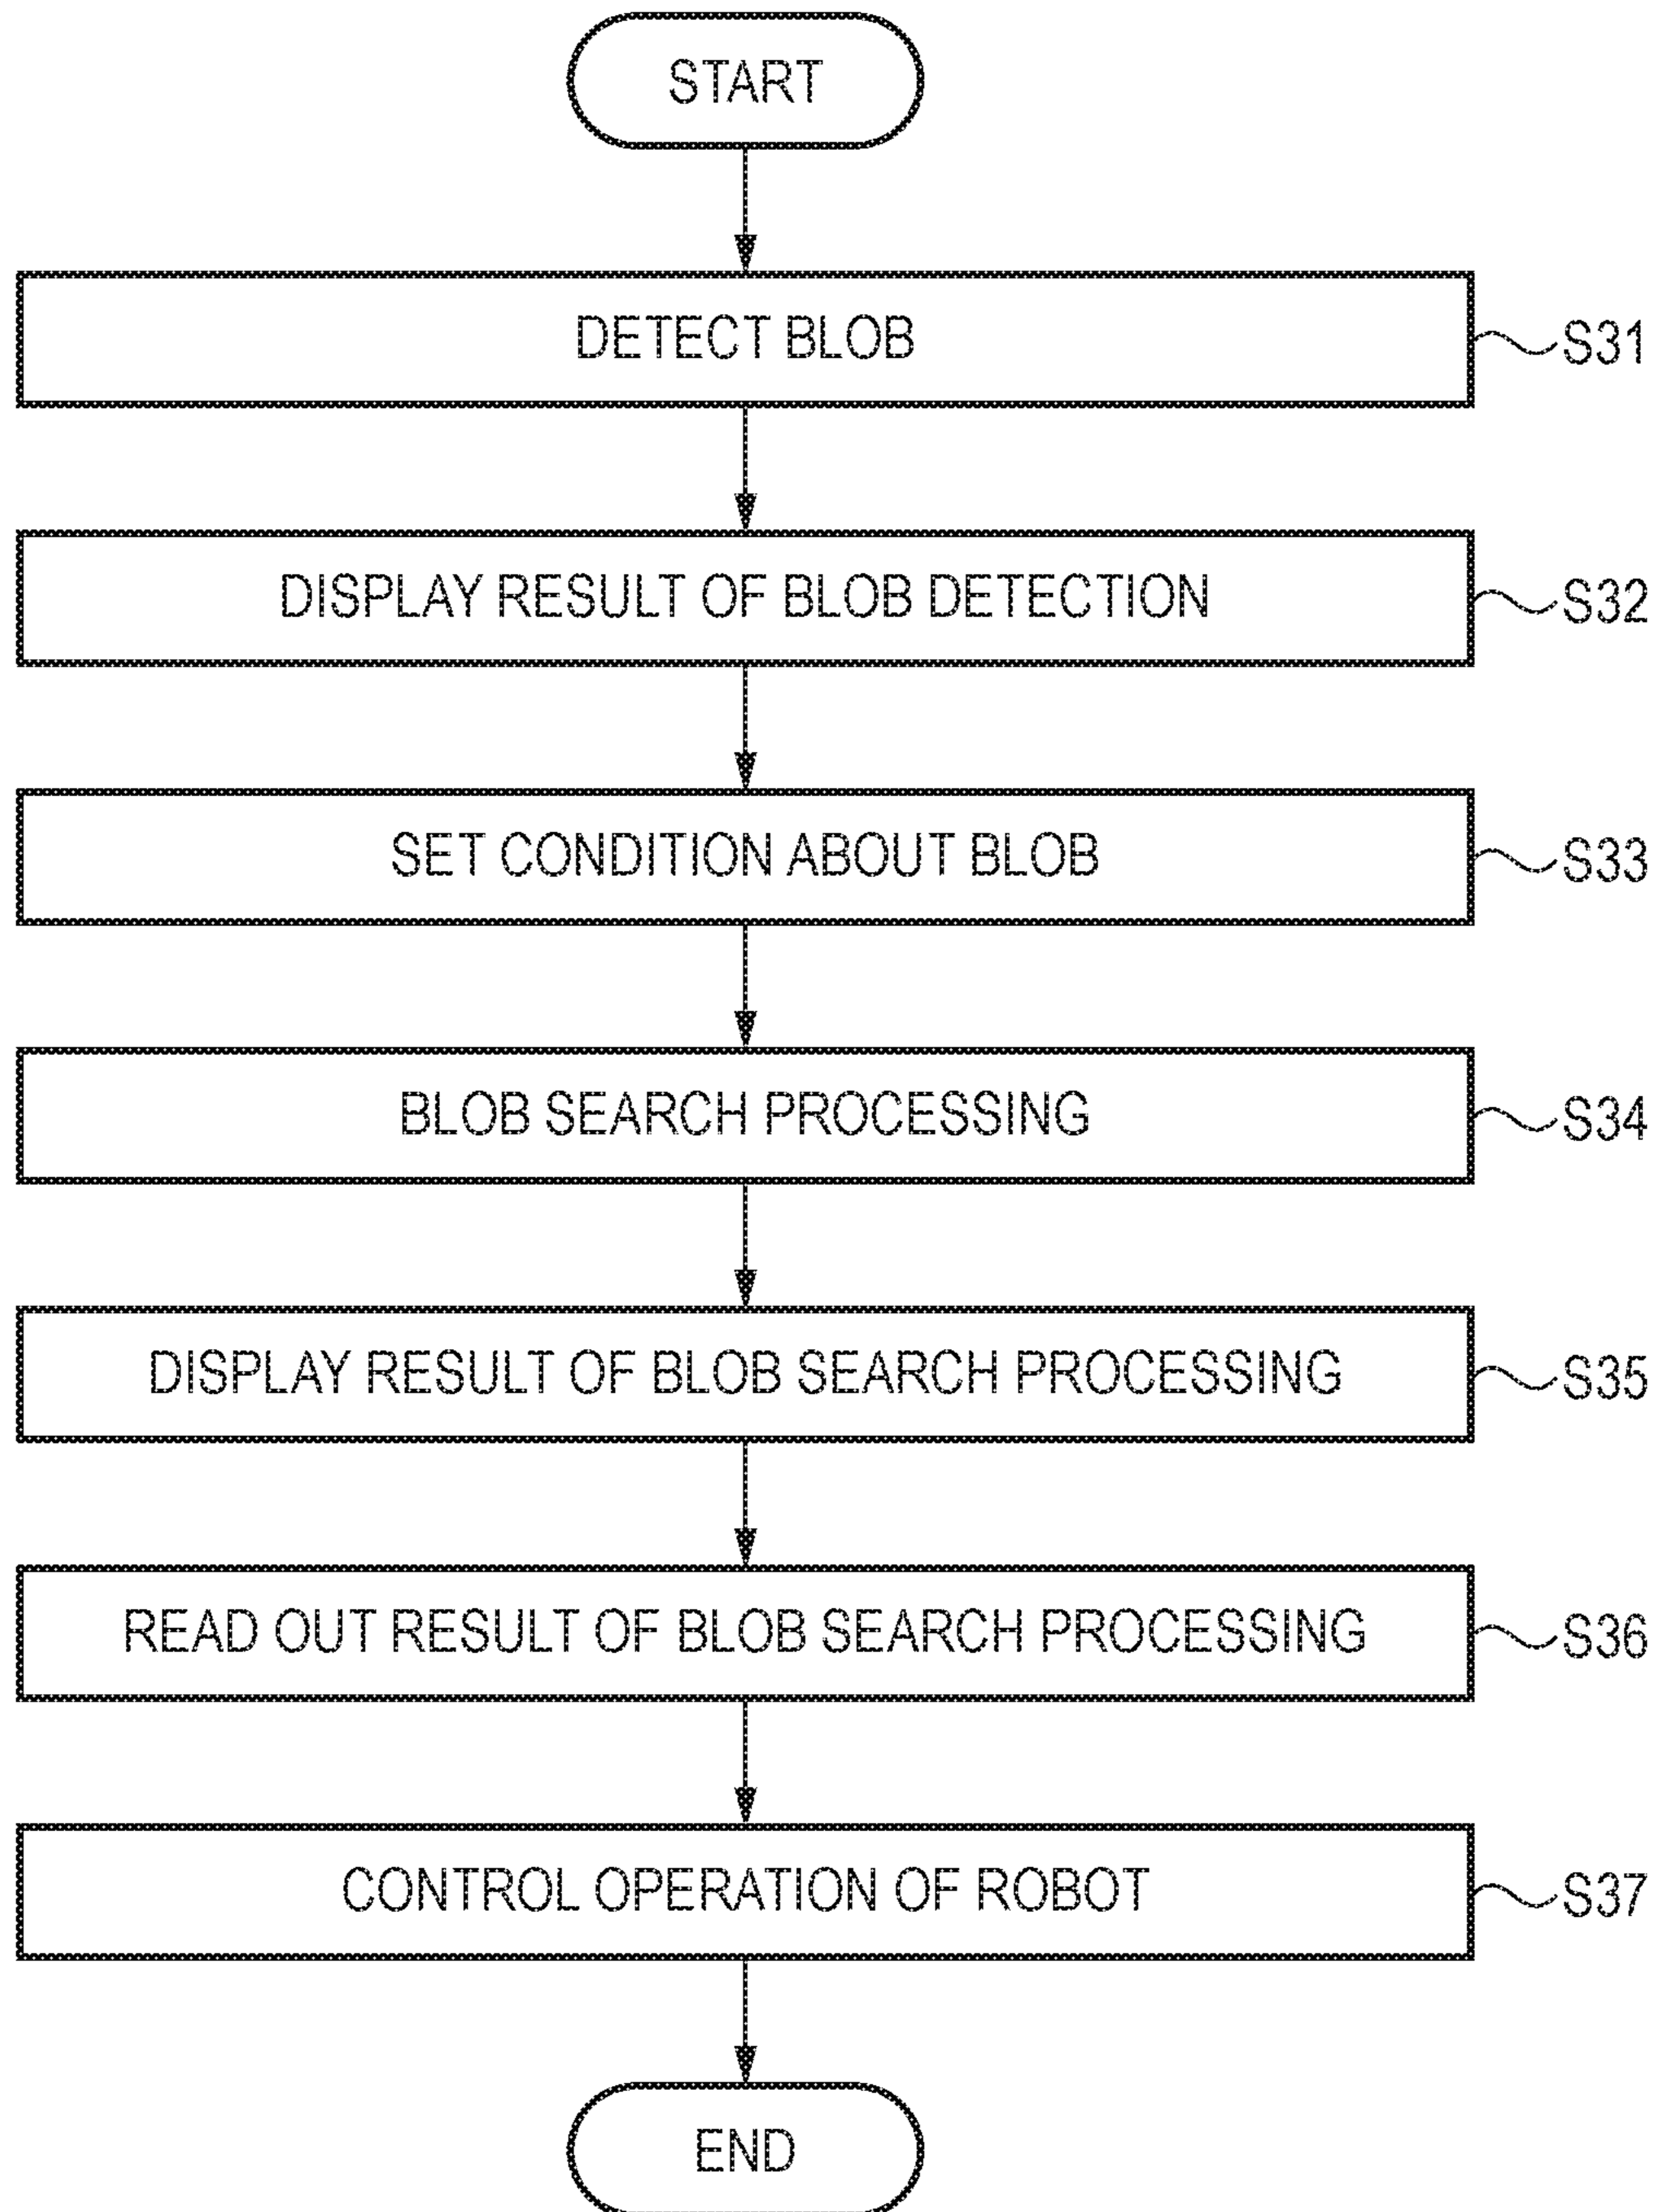 START
DETECT BLOB
S31
DISPLAY RESULT OF BLOB DETECTION
S32
SET CONDITION ABOUT BLOB
S33
BLOB SEARCH PROCESSING
S34
DISPLAY RESULT OF BLOB SEARCH PROCESSING
S35
READ OUT RESULT OF BLOB SEARCH PROCESSING
S36
CONTROL OPERATION OF ROBOT
S37
END